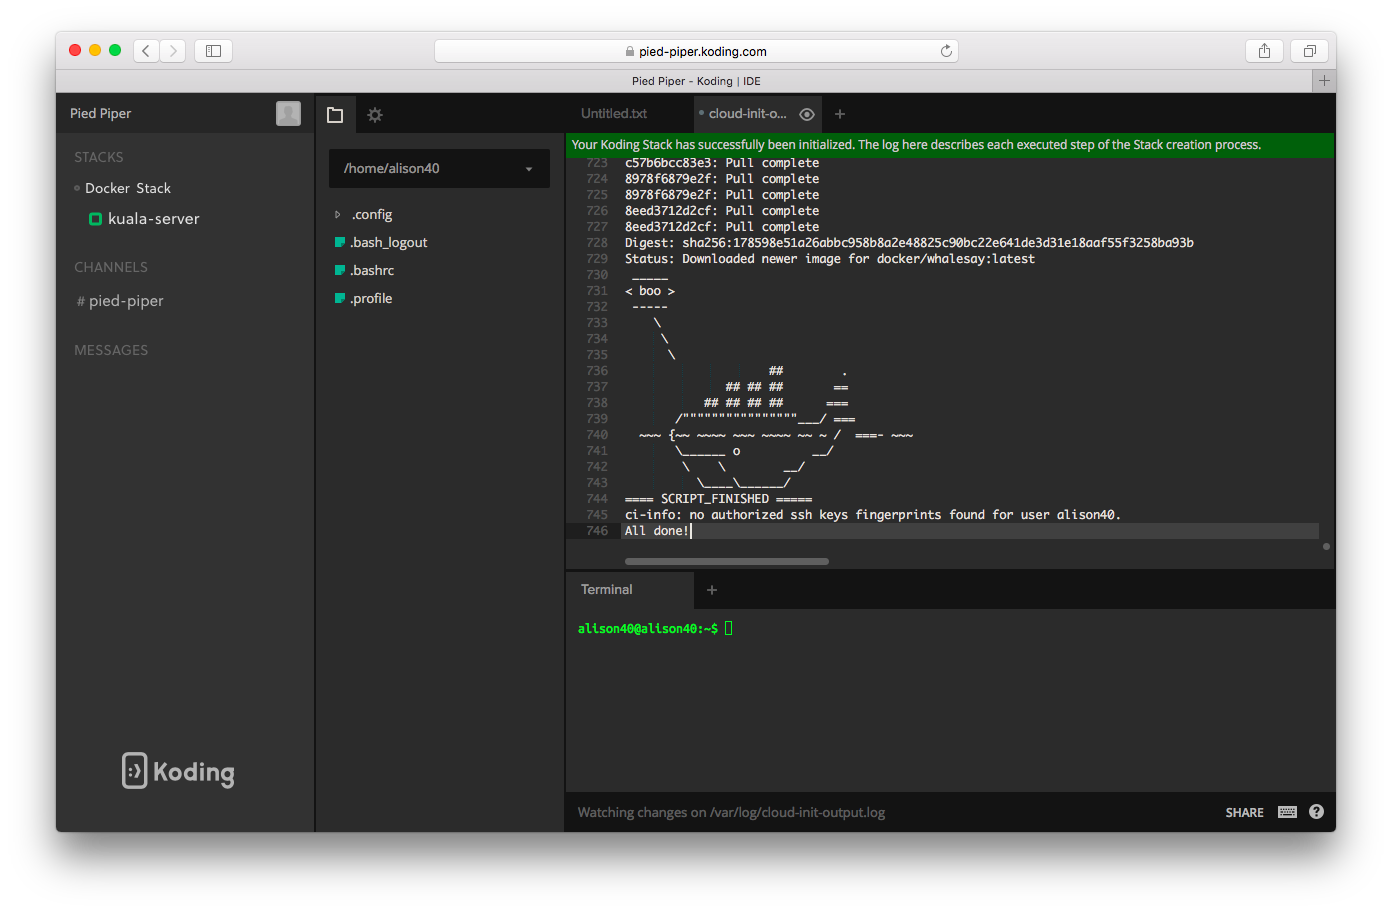 pied-piper.koding.com
Pied Piper - Koding | IDE
Pied Piper
STACKS
Docker Stack
kuala-server
CHANNELS
# pied-piper
MESSAGES
:) Koding
/home/alison40
.config
.bash_logout
.bashrc
.profile
Untitled.txt
cloud-init-o...
+
Your Koding Stack has successfully been initialized. The log here describes each executed step of the Stack creation process.
723 c57b6bcc83e3: Pull complete
724 8978f6879e2f: Pull complete
725 8978f6879e2f: Pull complete
726 8eed3712d2cf: Pull complete
727 8eed3712d2cf: Pull complete
728 Digest: sha256:178598e51a26abbc958b8a2e48825c90bc22e641de3d31e18aaf55f3258ba93b
729 Status: Downloaded newer image for docker/whalesay:latest
730  _____
731 < boo >
732  -----
733     \
734      \
735       \
736                     ##        .
737               ## ## ##       ==
738            ## ## ## ##      ===
739        /""""""""""""""""___/ ===
740   ~~~ {~~ ~~~~ ~~~ ~~~~ ~~ ~ /  ===- ~~~
741        \______ o          __/
742         \    \        __/
743           \____\______/
744 ==== SCRIPT_FINISHED =====
745 ci-info: no authorized ssh keys fingerprints found for user alison40.
746 All done!
Terminal
+
alison40@alison40:~$
Watching changes on /var/log/cloud-init-output.log
SHARE
?